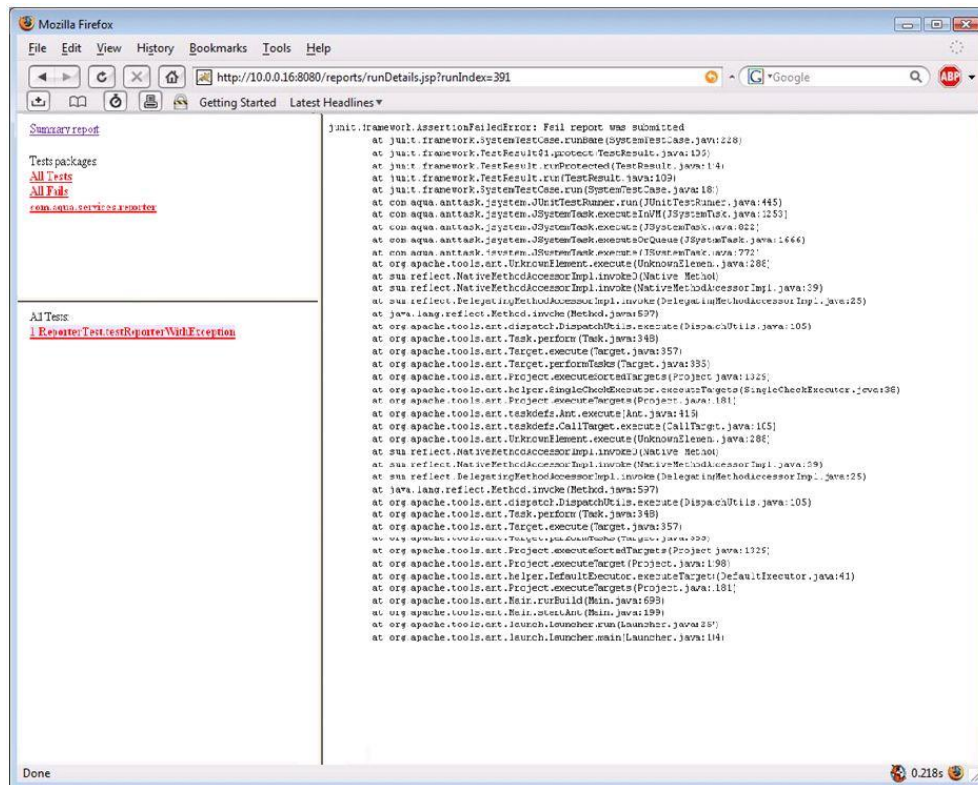 Mozilla Firefox
File Edit View History Bookmarks Tools Help
http://10.0.0.16:8080/reports/runDetails.jsp?runIndex=391
Google
ABP
Getting Started Latest Headlines
Summary report
Tests packages
All Tests
All Fails
com.aqua.services.reporter
All Tests:
1 ReporterTest.testReporterWithException
junit.framework.AssertionFailedError: Fail report was submitted
at junit.framework.SystemTestCase.runBare(SystemTestCase.java:228)
at junit.framework.TestResult$1.protect(TestResult.java:106)
at junit.framework.TestResult.runProtected(TestResult.java:124)
at junit.framework.TestResult.run(TestResult.java:109)
at junit.framework.SystemTestCase.run(SystemTestCase.java:
at com.aqua.anttask.jsystem.JUnitTestRunner.run(JUnitTestRunner.java:445)
at com.aqua.anttask.jsystem.JSystemTask.executeInVM(JSystemTask.java:1253)
at com.aqua.anttask.jsystem.JSystemTask.execute(JSystemTask.java:822)
at com.aqua.anttask.jsystem.JSystemTask.executeOrQueue(JSystemTask.java:1666)
at com.aqua.anttask.jsystem.JSystemTask.execute(JSystemTask.java:772)
at org.apache.tools.ant.UnknownElement.execute(UnknownElement.java:288)
at sun.reflect.NativeMethodAccessorImpl.invoke0(Native Method)
at sun.reflect.NativeMethodAccessorImpl.invoke(NativeMethodAccessorImpl.java:39)
at sun.reflect.DelegatingMethodAccessorImpl.invoke(DelegatingMethodAccessorImpl.java:25)
at java.lang.reflect.Method.invoke(Method.java:597)
at org.apache.tools.ant.dispatch.DispatchUtils.execute(DispatchUtils.java:105)
at org.apache.tools.ant.Task.perform(Task.java:348)
at org.apache.tools.ant.Target.execute(Target.java:357)
at org.apache.tools.ant.Target.performTasks(Target.java:385)
at org.apache.tools.ant.Project.executeSortedTargets(Project.java:1329)
at org.apache.tools.ant.helper.SingleCheckExecutor.executeTargets(SingleCheckExecutor.java:38)
at org.apache.tools.ant.Project.executeTargets(Project.java:1181)
at org.apache.tools.ant.taskdefs.Ant.execute(Ant.java:416)
at org.apache.tools.ant.taskdefs.CallTarget.execute(CallTarget.java:105)
at org.apache.tools.ant.UnknownElement.execute(UnknownElement.java:288)
at sun.reflect.NativeMethodAccessorImpl.invoke0(Native Method)
at sun.reflect.NativeMethodAccessorImpl.invoke(NativeMethodAccessorImpl.java:39)
at sun.reflect.DelegatingMethodAccessorImpl.invoke(DelegatingMethodAccessorImpl.java:25)
at java.lang.reflect.Method.invoke(Method.java:597)
at org.apache.tools.ant.dispatch.DispatchUtils.execute(DispatchUtils.java:105)
at org.apache.tools.ant.Task.perform(Task.java:348)
at org.apache.tools.ant.Target.execute(Target.java:357)
at org.apache.tools.ant.Target.performTasks(Target.java:385)
at org.apache.tools.ant.Project.executeSortedTargets(Project.java:1329)
at org.apache.tools.ant.Project.executeTarget(Project.java:1298)
at org.apache.tools.ant.helper.DefaultExecutor.executeTargets(DefaultExecutor.java:41)
at org.apache.tools.ant.Project.executeTargets(Project.java:1181)
at org.apache.tools.ant.Main.runBuild(Main.java:698)
at org.apache.tools.ant.Main.startAnt(Main.java:199)
at org.apache.tools.ant.launch.Launcher.run(Launcher.java:257)
at org.apache.tools.ant.launch.Launcher.main(Launcher.java:104)
Done
0.218s